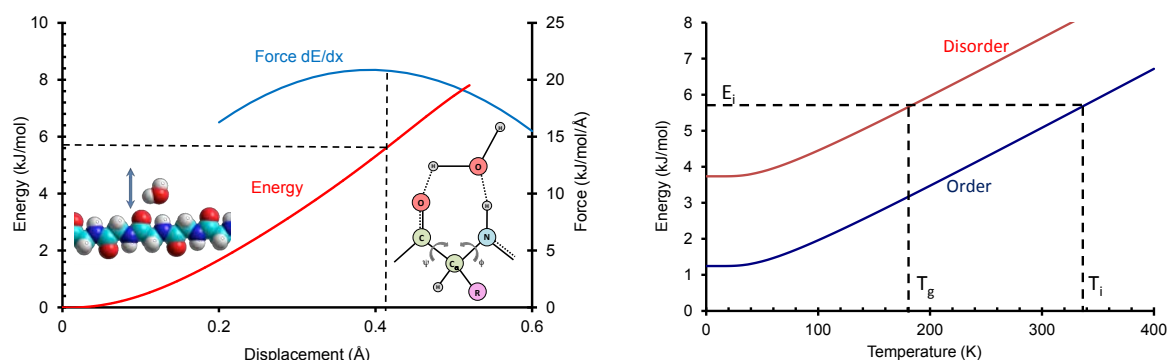 10
8
6
4
2
0
Energy (kJ/mol)
Force dE/dx
Energy
25
20
15
10
5
0
Force (kJ/mol/Å)
H
H
O
O
H
C
N
ψ
ϕ
Cα
H
R
0
0.2
0.4
0.6
Displacement (Å)
8
7
6
5
4
3
2
1
0
Energy (kJ/mol)
Disorder
Ei
Order
Tg
Ti
0
100
200
300
400
Temperature (K)